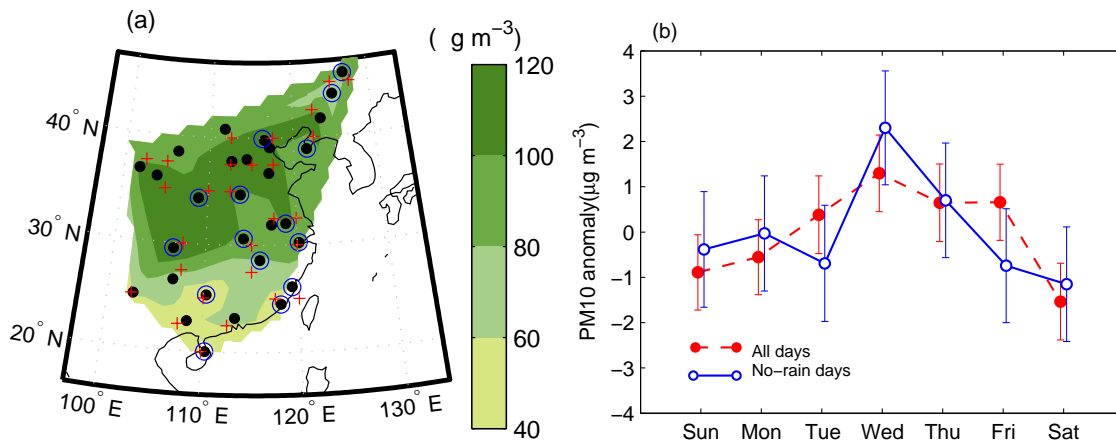 (a)
( g m−3)
120
100
80
60
40
40° N
30° N
20° N
100° E
110° E
120° E
130° E
(b)
PM10 anomaly(µg m−3)
4
3
2
1
0
−1
−2
−3
−4
All days
No−rain days
Sun Mon Tue Wed Thu Fri Sat